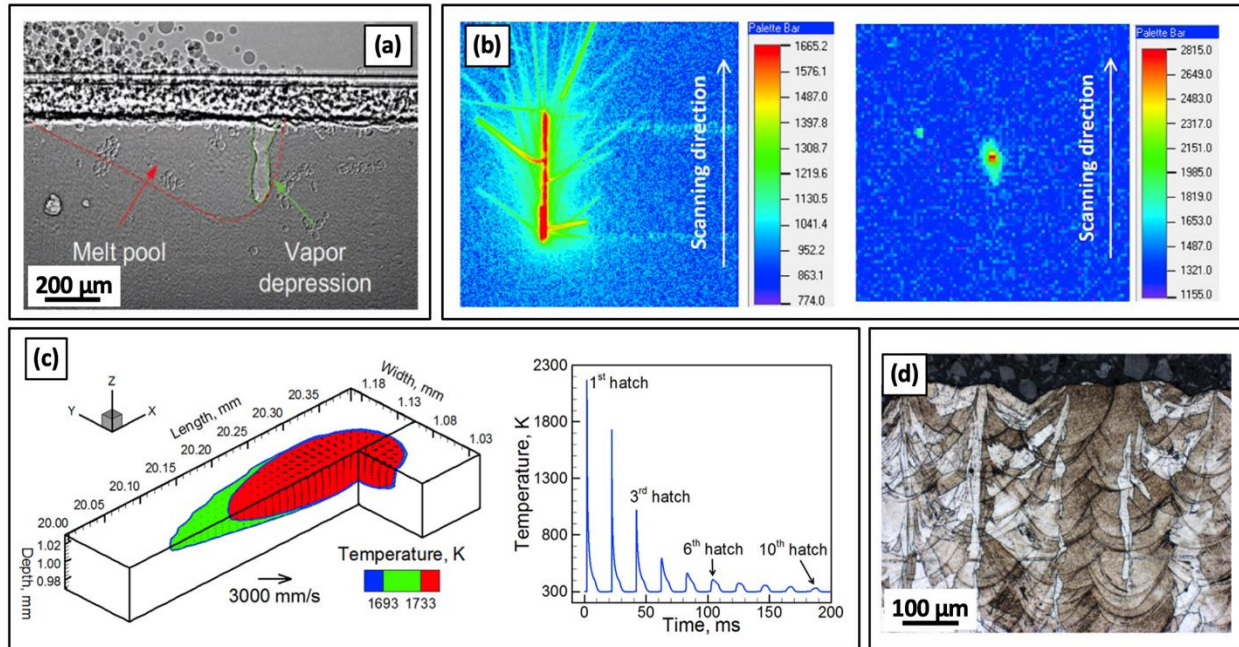 (a)
Melt pool
Vapor
depression
200 µm
(b)
Palette Bar
1665.2
1576.1
1487.0
1397.8
1308.7
1219.6
1130.5
1041.4
952.2
863.1
774.0
Scanning direction
Palette Bar
2815.0
2649.0
2483.0
2317.0
2151.0
1985.0
1819.0
1653.0
1487.0
1321.0
1155.0
Scanning direction
(c)
Z
Y
X
Length, mm
20.00
20.05
20.10
20.15
20.20
20.25
20.30
20.35
Width, mm
1.18
1.13
1.08
1.03
Depth, mm
1.02
1.00
0.98
3000 mm/s
Temperature, K
1693
1733
Temperature, K
2300
1800
1300
800
300
1st hatch
3rd hatch
6th hatch
10th hatch
0
50
100
150
200
Time, ms
(d)
100 µm